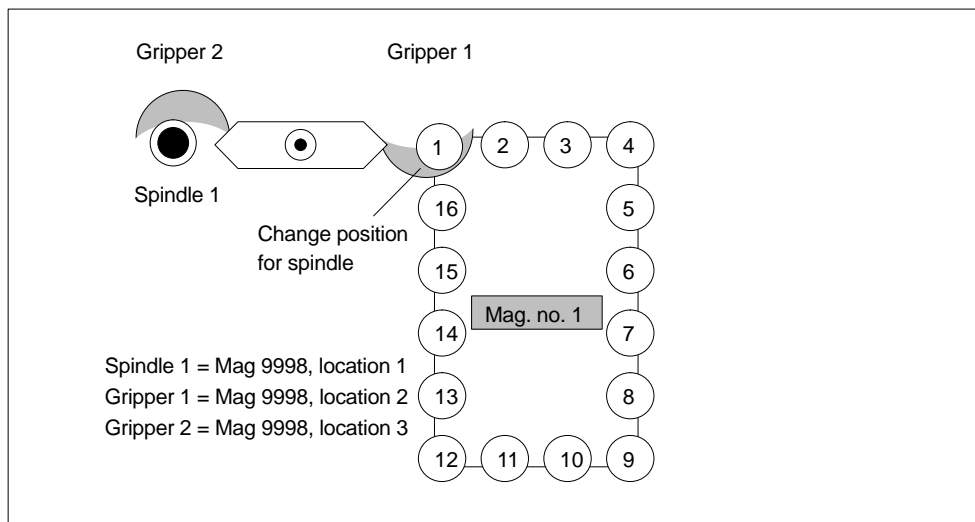 Gripper 2 Gripper 1
1 2 3 4
Spindle 1
16 5
Change position
for spindle
15 6
Mag. no. 1
14 7
Spindle 1 = Mag 9998, location 1
Gripper 1 = Mag 9998, location 2
13 8
Gripper 2 = Mag 9998, location 3
12 11 10 9